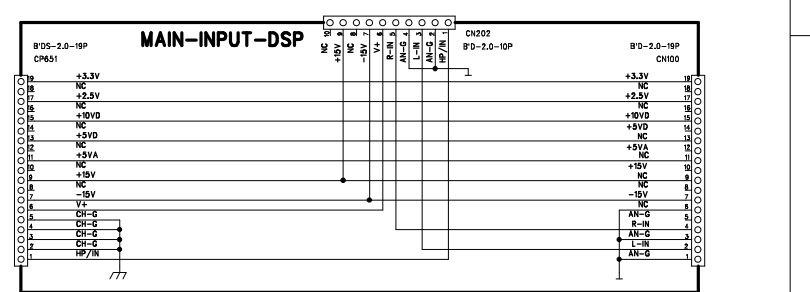 MAIN-INPUT-DSP
CN202
B'D-2.0-10P
NC 10
+15V 9
NC 8
-15V 7
V+ 6
R-IN 5
AN-G 4
L-IN 3
AN-G 2
HP/IN 1
B'DS-2.0-19P
CP651
19 +3.3V
18 NC
17 +2.5V
16 NC
15 +10VD
14 NC
13 +5VD
12 NC
11 +5VA
10 NC
9 +15V
8 NC
7 -15V
6 V+
5 CH-G
4 CH-G
3 CH-G
2 CH-G
1 HP/IN
B'D-2.0-19P
CN100
+3.3V 19
NC 18
+2.5V 17
NC 16
+10VD 15
+5VD 14
NC 13
+5VA 12
NC 11
+15V 10
NC 9
NC 8
-15V 7
NC 6
AN-G 5
R-IN 4
AN-G 3
L-IN 2
AN-G 1